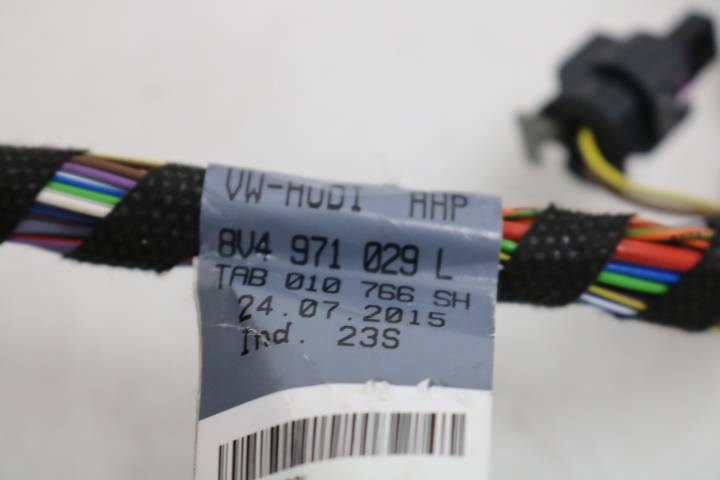 VW-AUDI AHP
8V4 971 029 L
TAB 010 766 SH
24.07.2015
Ind. 23S